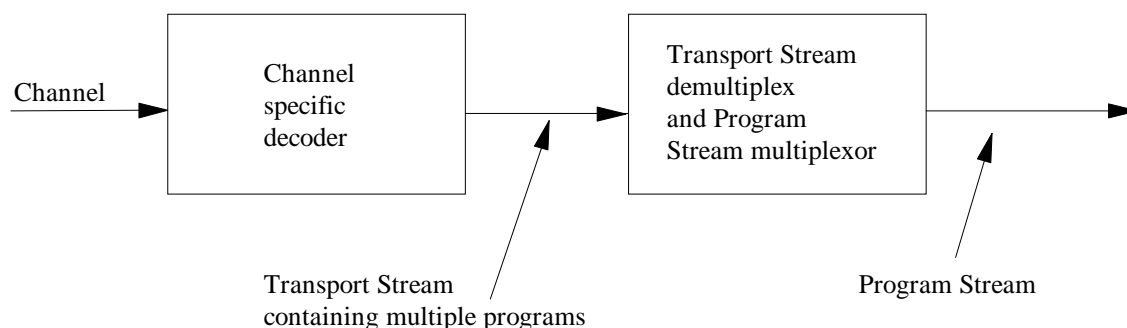 Channel
Channel
specific
decoder
Transport Stream
demultiplex
and Program
Stream multiplexor
Transport Stream
containing multiple programs
Program Stream